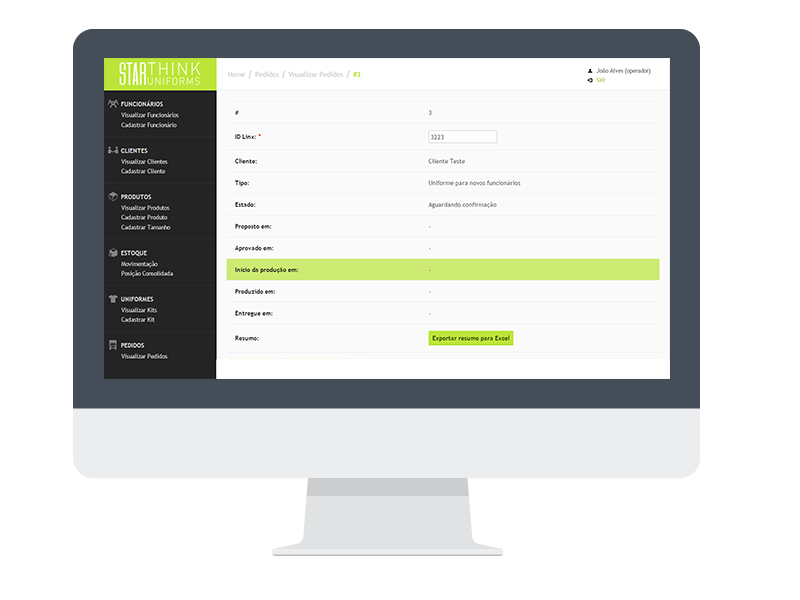 STARTHINK
UNIFORMS
Home / Pedidos / Visualizar Pedidos / #3
João Alves (operador)
Sair
FUNCIONÁRIOS
Visualizar Funcionários
Cadastrar Funcionário
CLIENTES
Visualizar Clientes
Cadastrar Cliente
PRODUTOS
Visualizar Produtos
Cadastrar Produto
Cadastrar Tamanho
ESTOQUE
Movimentação
Posição Consolidada
UNIFORMES
Visualizar Kits
Cadastrar Kit
PEDIDOS
Visualizar Pedidos
# 3
ID Linx: * 3223
Cliente: Cliente Teste
Tipo: Uniforme para novos funcionários
Estado: Aguardando confirmação
Proposto em: -
Aprovado em: -
Início da produção em: -
Produzido em: -
Entregue em: -
Resumo: Exportar resumo para Excel